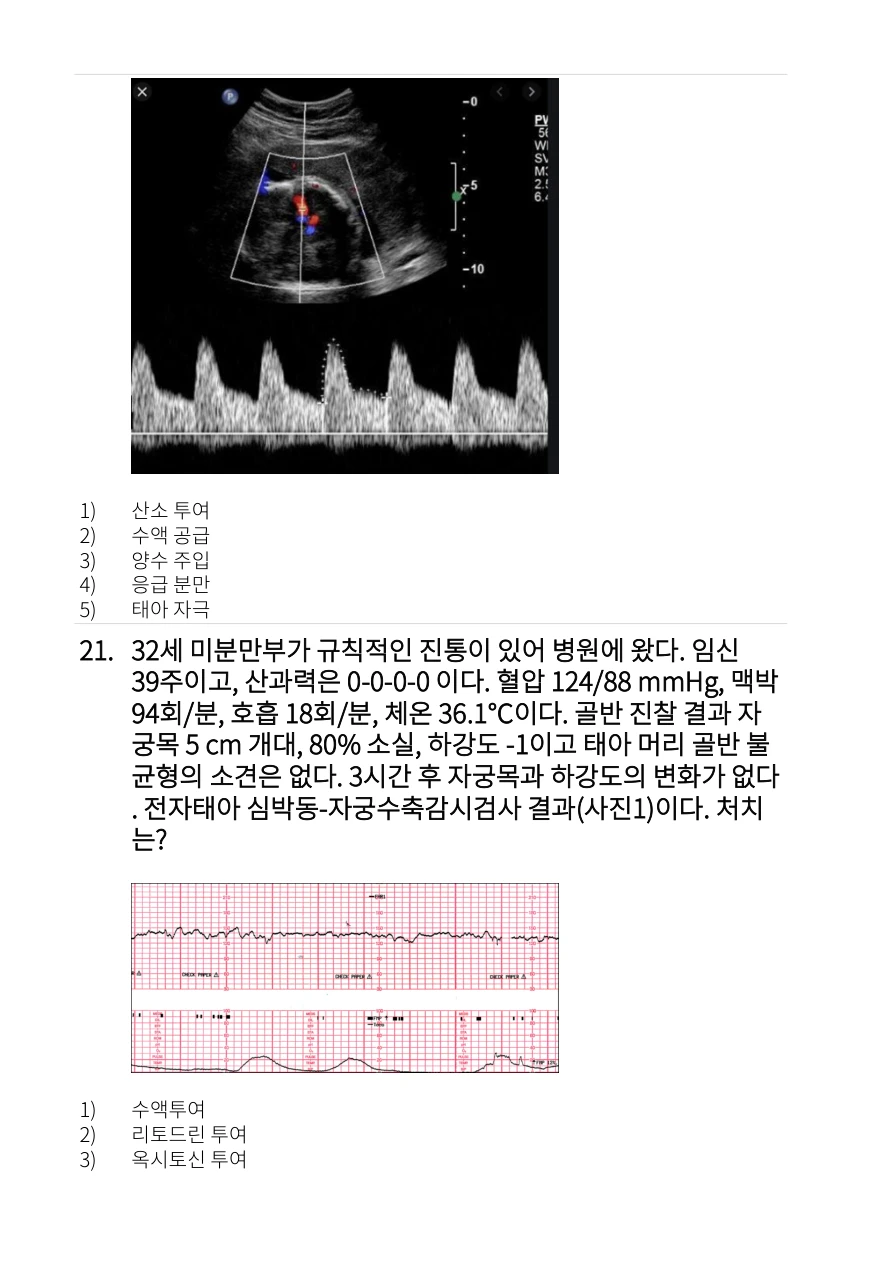 P
0
5
10
PW
WI
SV
2.5
6.4
1) 산소 투여
2) 수액 공급
3) 양수 주입
4) 응급 분만
5) 태아 자극
21. 32세 미분만부가 규칙적인 진통이 있어 병원에 왔다. 임신
39주이고, 산과력은 0-0-0-0 이다. 혈압 124/88 mmHg, 맥박
94회/분, 호흡 18회/분, 체온 36.1℃이다. 골반 진찰 결과 자
궁목 5 cm 개대, 80% 소실, 하강도 -1이고 태아 머리 골반 불
균형의 소견은 없다. 3시간 후 자궁목과 하강도의 변화가 없다
. 전자태아 심박동-자궁수축감시검사 결과(사진1)이다. 처치
는?
CHECK PAPER CHECK PAPER CHECK PAPER
1) 수액투여
2) 리토드린 투여
3) 옥시토신 투여